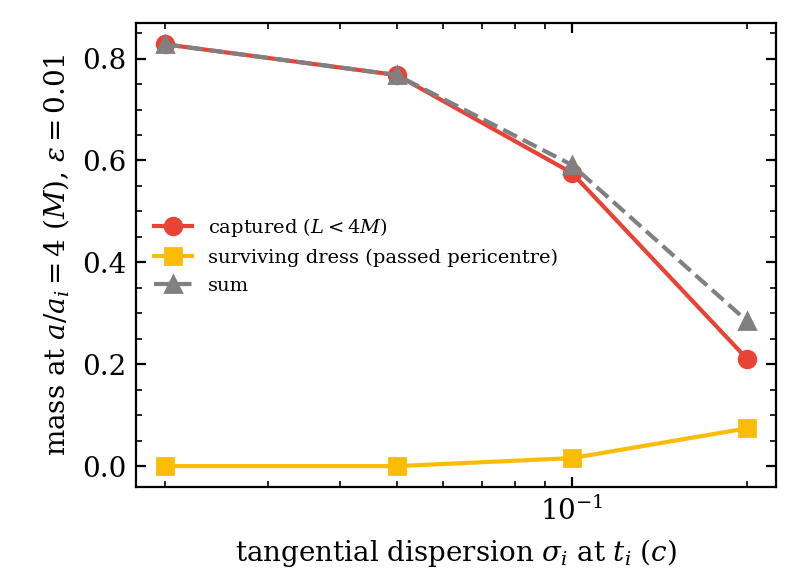 mass at a/a_i = 4 (M), ε = 0.01
0.8
0.6
0.4
0.2
0.0
captured (L < 4M)
surviving dress (passed pericentre)
sum
10⁻¹
tangential dispersion σ_i at t_i (c)